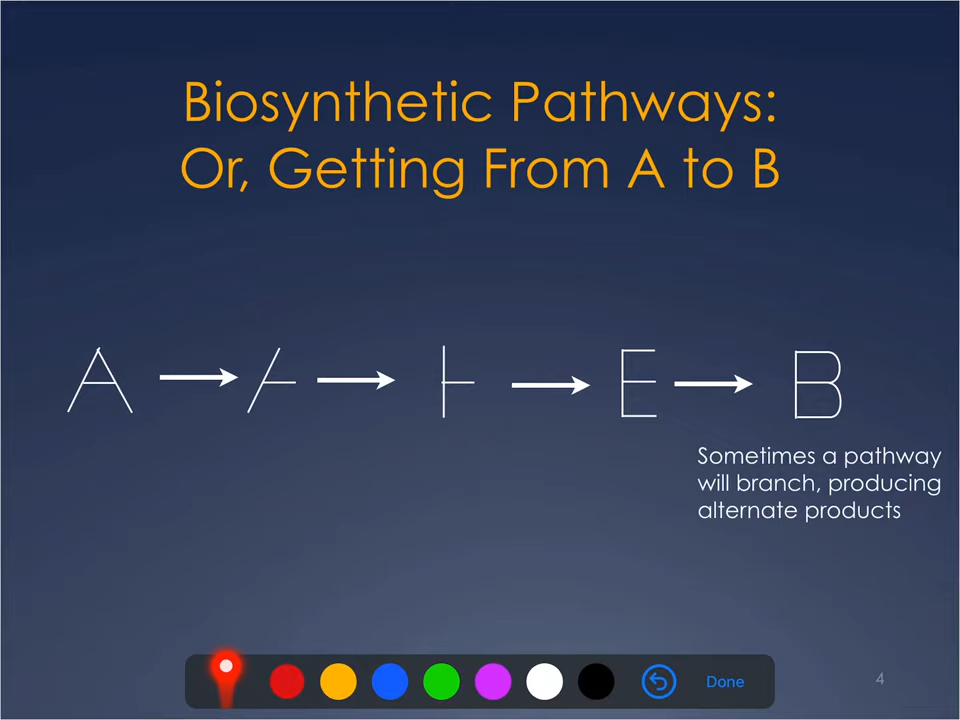 Biosynthetic Pathways:
Or, Getting From A to B
A E B
Sometimes a pathway
will branch, producing
alternate products
Done
4